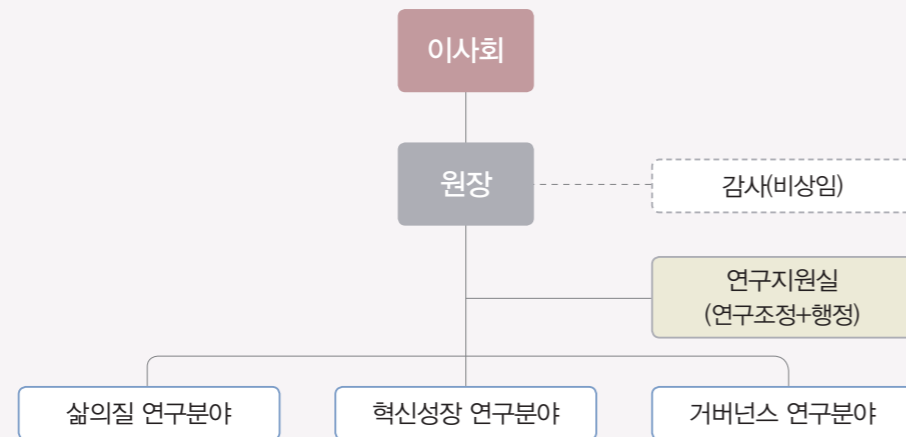 이사회
원장
감사(비상임)
연구지원실
(연구조정+행정)
삶의질 연구분야
혁신성장 연구분야
거버넌스 연구분야